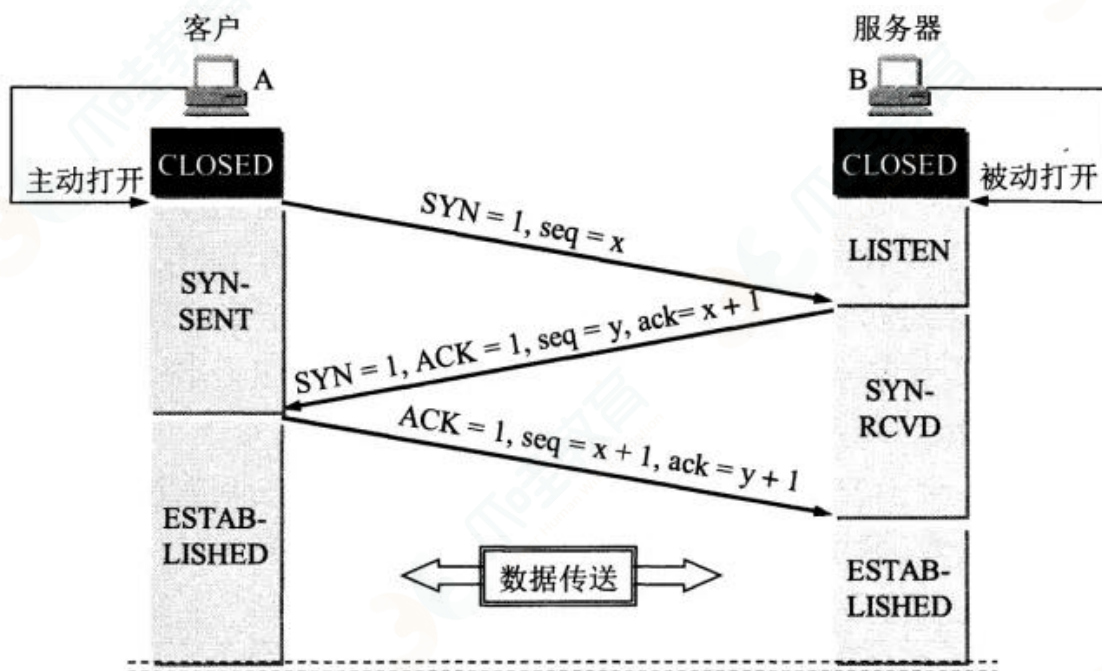 客户
服务器
A
B
CLOSED
CLOSED
主动打开
被动打开
SYN = 1, seq = x
LISTEN
SYN-
SENT
SYN = 1, ACK = 1, seq = y, ack= x + 1
SYN-
RCVD
ACK = 1, seq = x + 1, ack = y + 1
ESTAB-
LISHED
数据传送
ESTAB-
LISHED